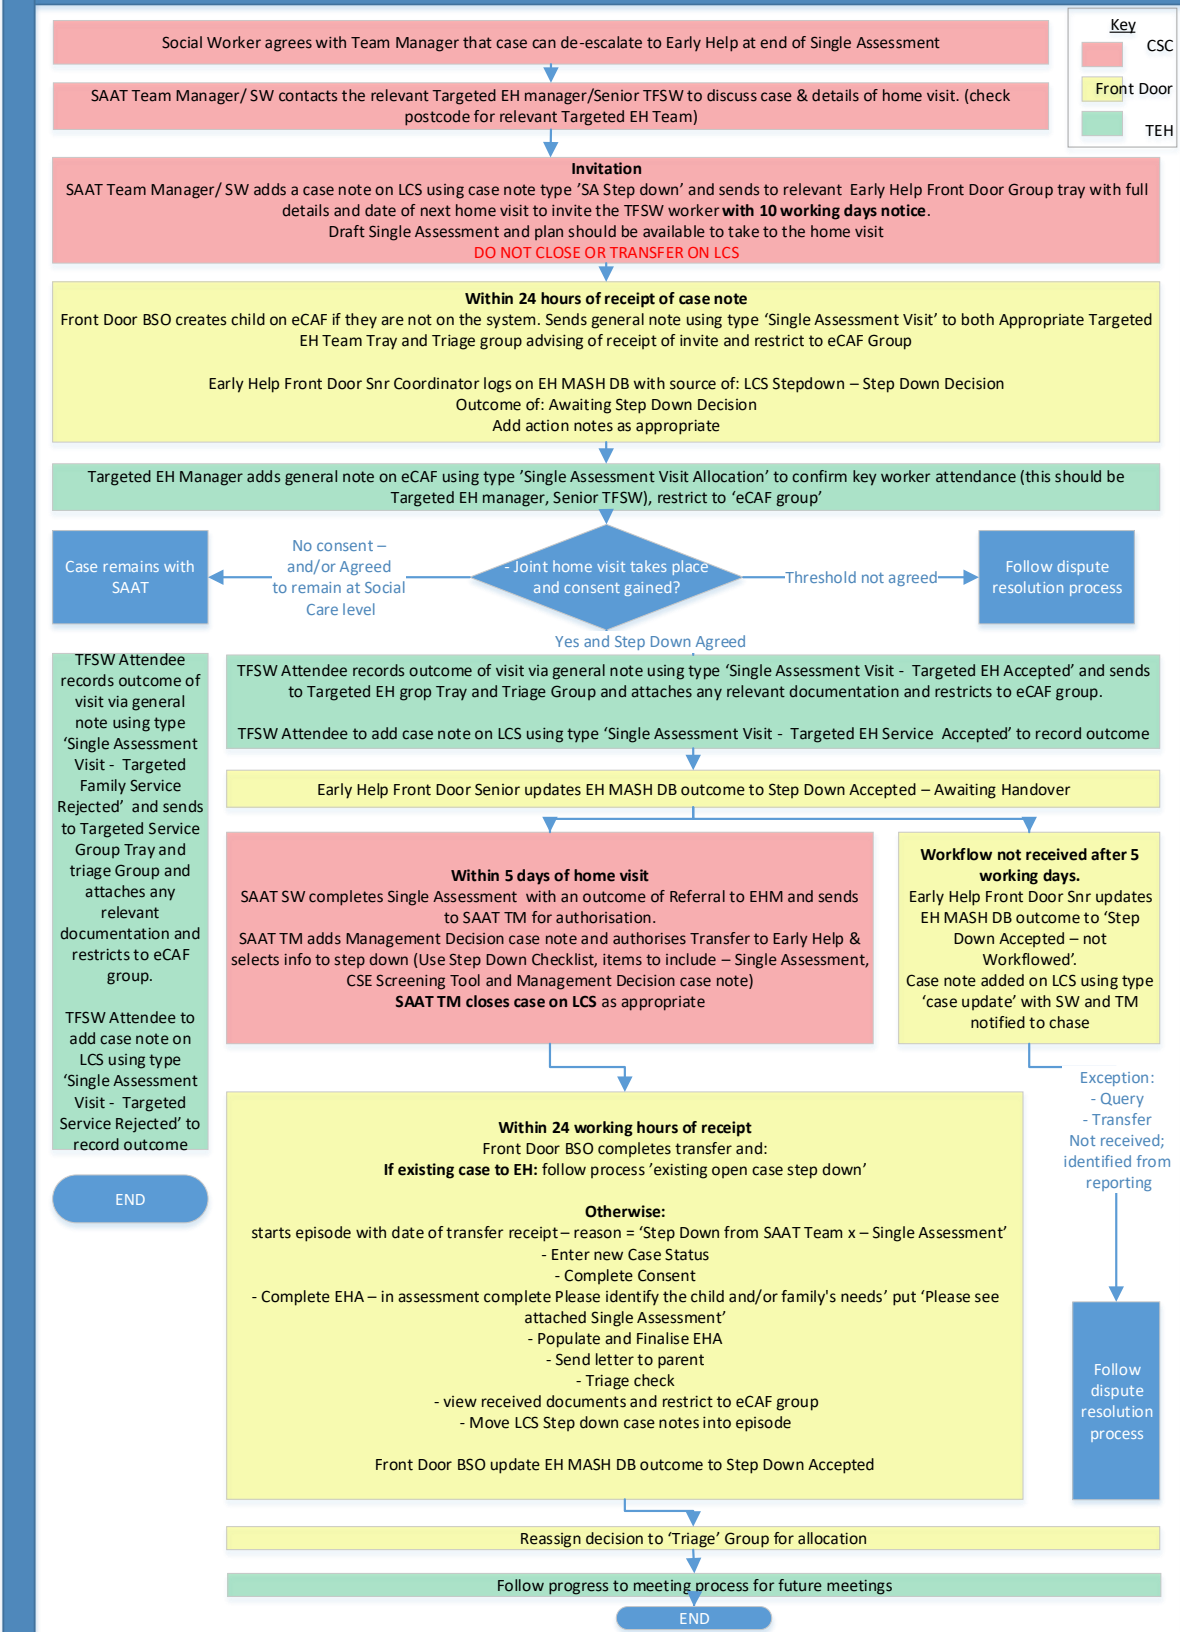 Key
CSC
Front Door
TEH
Social Worker agrees with Team Manager that case can de-escalate to Early Help at end of Single Assessment
SAAT Team Manager/ SW contacts the relevant Targeted EH manager/Senior TFSW to discuss case & details of home visit. (check
postcode for relevant Targeted EH Team)
Invitation
SAAT Team Manager/ SW adds a case note on LCS using case note type ’SA Step down’ and sends to relevant Early Help Front Door Group tray with full
details and date of next home visit to invite the TFSW worker with 10 working days notice.
Draft Single Assessment and plan should be available to take to the home visit
DO NOT CLOSE OR TRANSFER ON LCS
Within 24 hours of receipt of case note
Front Door BSO creates child on eCAF if they are not on the system. Sends general note using type ‘Single Assessment Visit’ to both Appropriate Targeted
EH Team Tray and Triage group advising of receipt of invite and restrict to eCAF Group
Early Help Front Door Snr Coordinator logs on EH MASH DB with source of: LCS Stepdown – Step Down Decision
Outcome of: Awaiting Step Down Decision
Add action notes as appropriate
Targeted EH Manager adds general note on eCAF using type ’Single Assessment Visit Allocation’ to confirm key worker attendance (this should be
Targeted EH manager, Senior TFSW), restrict to ‘eCAF group’
Case remains with
SAAT
No consent –
and/or Agreed
to remain at Social
Care level
- Joint home visit takes place
and consent gained?
Threshold not agreed
Follow dispute
resolution process
Yes and Step Down Agreed
TFSW Attendee
records outcome of
visit via general
note using type
‘Single Assessment
Visit - Targeted
Family Service
Rejected’ and sends
to Targeted Service
Group Tray and
triage Group and
attaches any
relevant
documentation and
restricts to eCAF
group.
TFSW Attendee to
add case note on
LCS using type
‘Single Assessment
Visit - Targeted
Service Rejected’ to
record outcome
END
TFSW Attendee records outcome of visit via general note using type ‘Single Assessment Visit - Targeted EH Accepted’ and sends
to Targeted EH grop Tray and Triage Group and attaches any relevant documentation and restricts to eCAF group.
TFSW Attendee to add case note on LCS using type ‘Single Assessment Visit - Targeted EH Service Accepted’ to record outcome
Early Help Front Door Senior updates EH MASH DB outcome to Step Down Accepted – Awaiting Handover
Within 5 days of home visit
SAAT SW completes Single Assessment with an outcome of Referral to EHM and sends
to SAAT TM for authorisation.
SAAT TM adds Management Decision case note and authorises Transfer to Early Help &
selects info to step down (Use Step Down Checklist, items to include – Single Assessment,
CSE Screening Tool and Management Decision case note)
SAAT TM closes case on LCS as appropriate
Workflow not received after 5
working days.
Early Help Front Door Snr updates
EH MASH DB outcome to ‘Step
Down Accepted – not
Workflowed’.
Case note added on LCS using type
‘case update’ with SW and TM
notified to chase
Exception:
- Query
- Transfer
Not received;
identified from
reporting
Follow
dispute
resolution
process
Within 24 working hours of receipt
Front Door BSO completes transfer and:
If existing case to EH: follow process ’existing open case step down’
Otherwise:
starts episode with date of transfer receipt – reason = ‘Step Down from SAAT Team x – Single Assessment’
- Enter new Case Status
- Complete Consent
- Complete EHA – in assessment complete Please identify the child and/or family's needs’ put ‘Please see
attached Single Assessment’
- Populate and Finalise EHA
- Send letter to parent
- Triage check
- view received documents and restrict to eCAF group
- Move LCS Step down case notes into episode
Front Door BSO update EH MASH DB outcome to Step Down Accepted
Reassign decision to ‘Triage’ Group for allocation
Follow progress to meeting process for future meetings
END